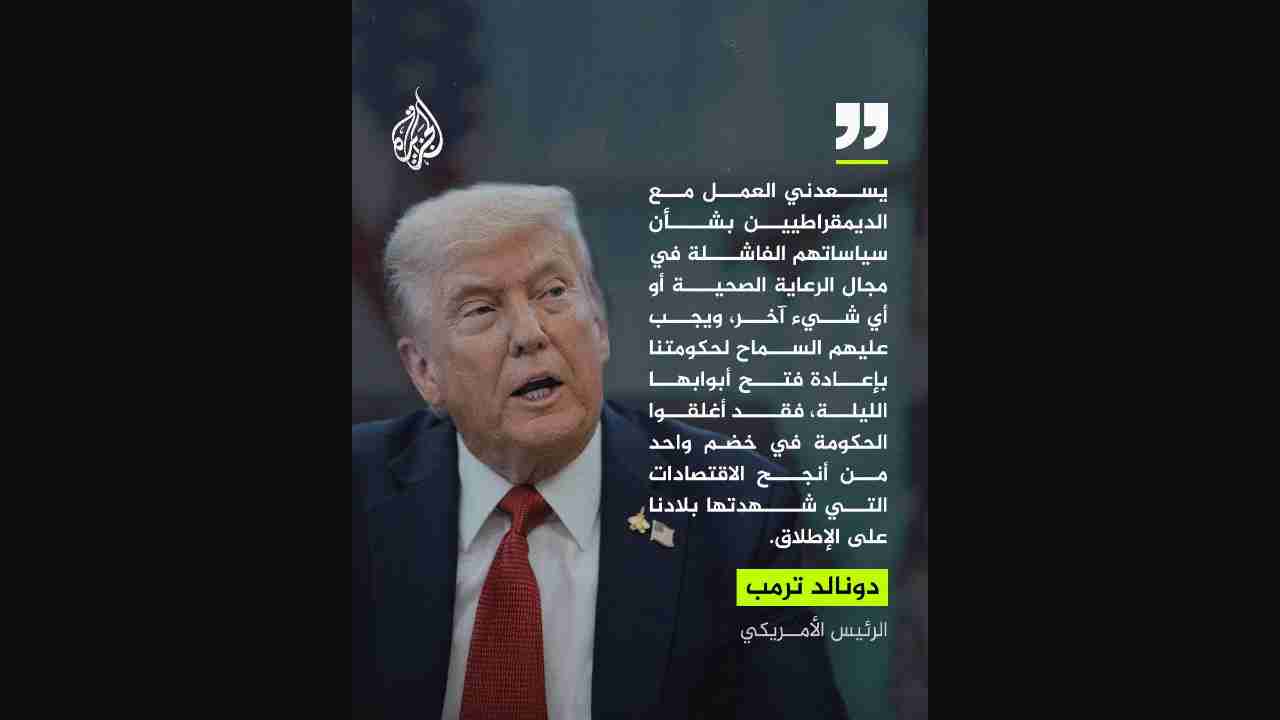 الجزيرة
يسعدني العمل مع
الديمقراطيين بشأن
سياساتهم الفاشلة في
مجال الرعاية الصحية أو
أي شيء آخر، ويجب
عليهم السماح لحكومتنا
بإعادة فتح أبوابها
الليلة، فقد أغلقوا
الحكومة في خضم واحد
من أنجح الاقتصادات
التي شهدتها بلادنا
على الإطلاق.
دونالد ترمب
الرئيس الأمريكي